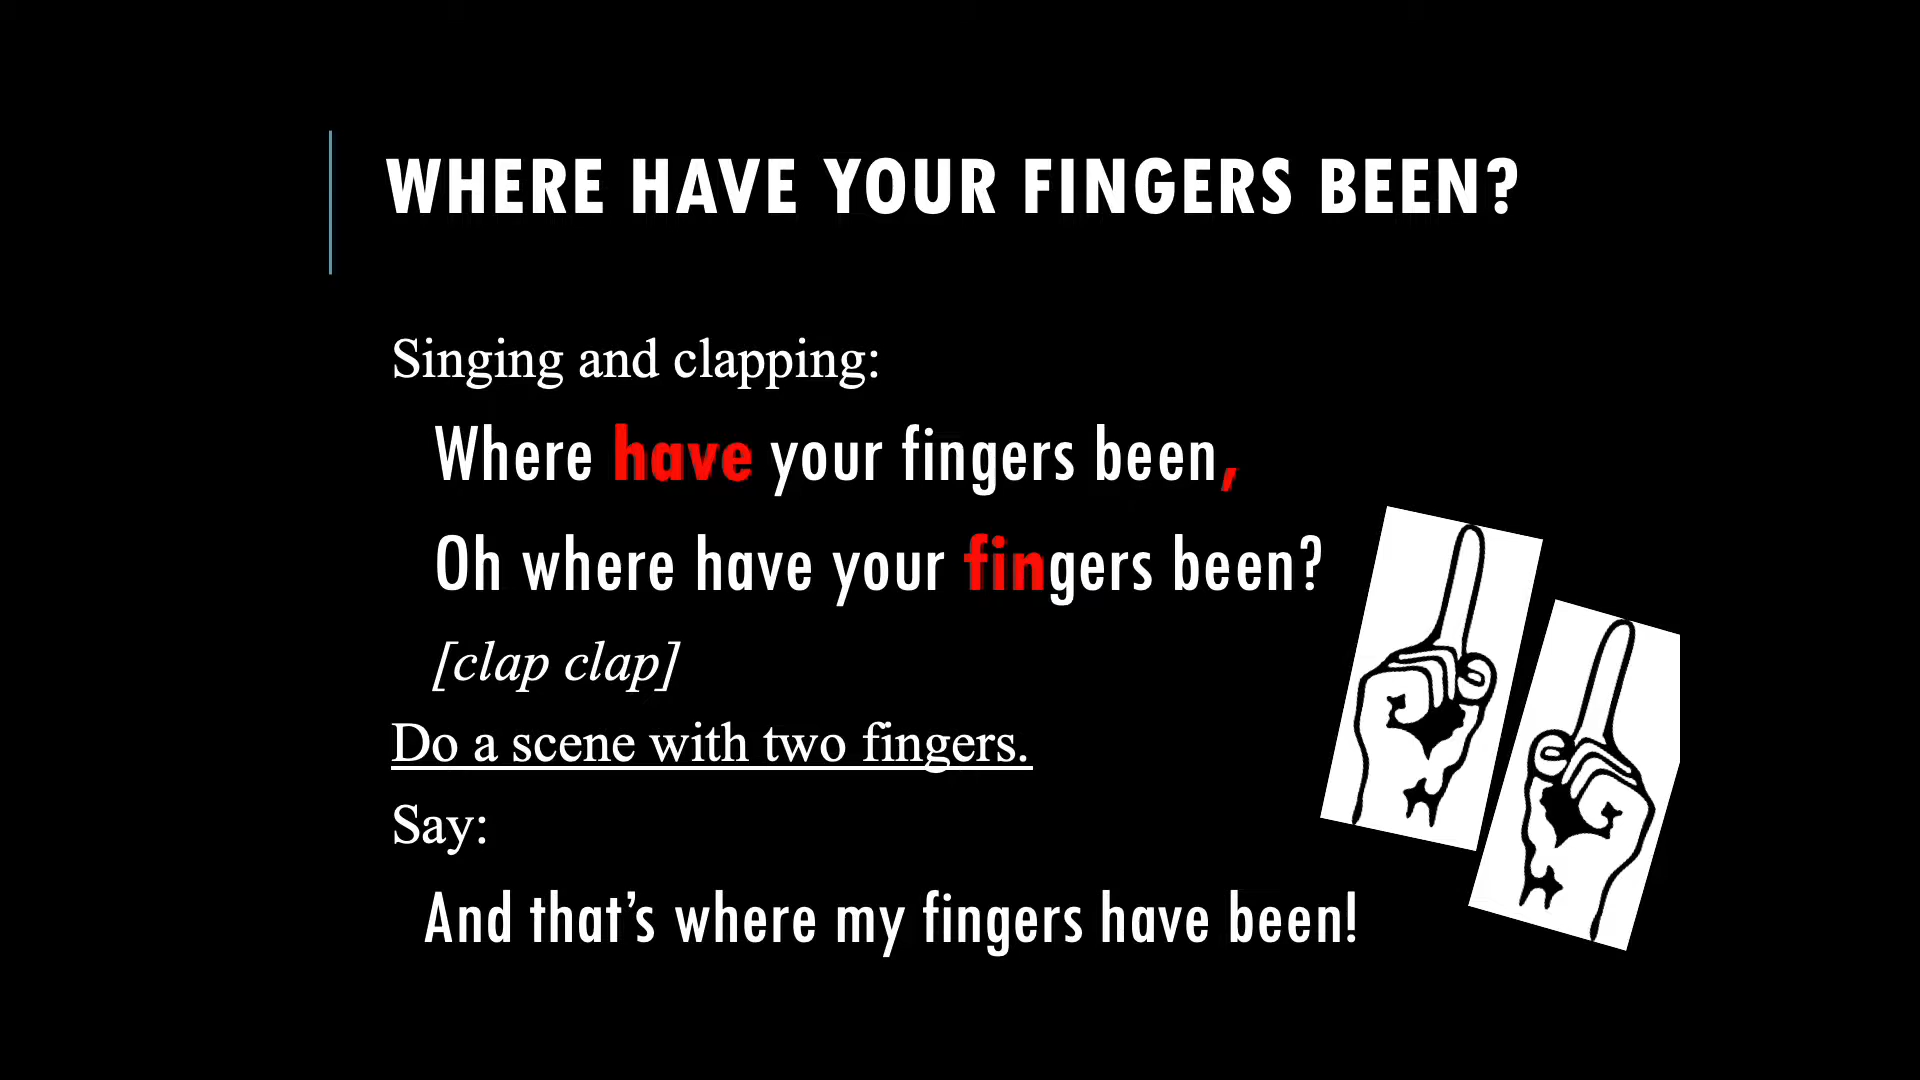 WHERE HAVE YOUR FINGERS BEEN?
Singing and clapping:
Where have your fingers been,
Oh where have your fingers been?
[clap clap]
Do a scene with two fingers.
Say:
And that’s where my fingers have been!